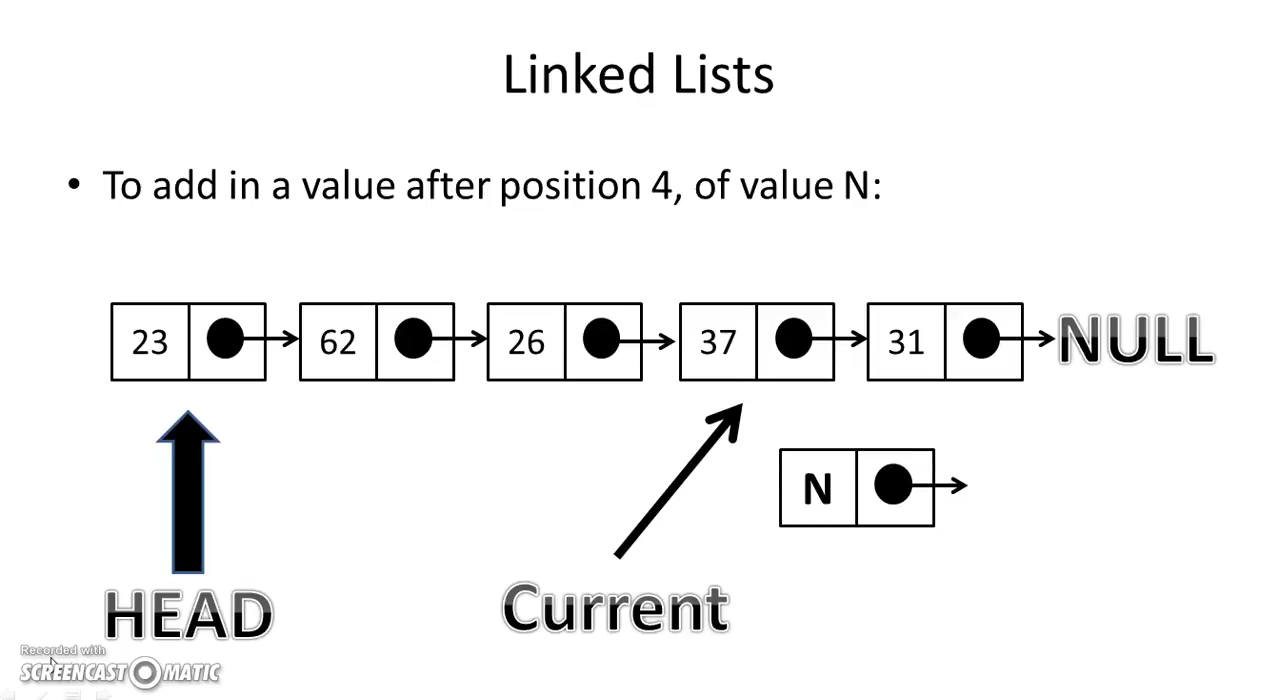 Linked Lists
• To add in a value after position 4, of value N:
23 62 26 37 31 NULL
N
HEAD Current
Recorded with
SCREENCAST MATIC